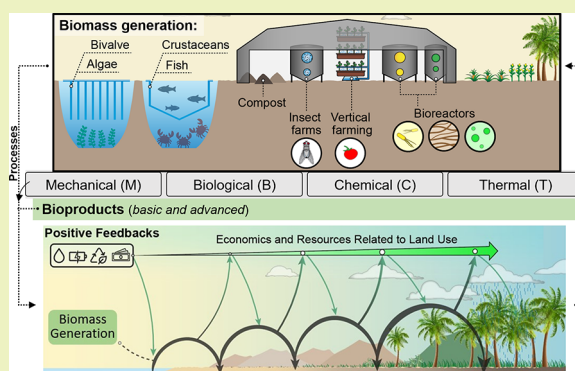 Biomass generation:
Bivalve
Algae
Crustaceans
Fish
Compost
Insect
farms
Vertical
farming
Bioreactors
Processes
Mechanical (M)
Biological (B)
Chemical (C)
Thermal (T)
Bioproducts (basic and advanced)
Positive Feedbacks
Economics and Resources Related to Land Use
Biomass
Generation